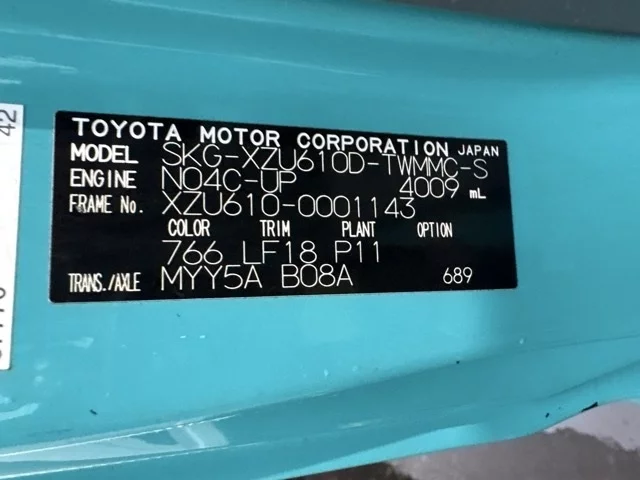 TOYOTA MOTOR CORPORATION JAPAN
MODEL SKG-XZU610D-TWMMC-S
ENGINE N04C-UP 4009 mL
FRAME No. XZU610-0001143
COLOR TRIM PLANT OPTION
766 LF18 P11
TRANS./AXLE MYY5A B08A 689
42